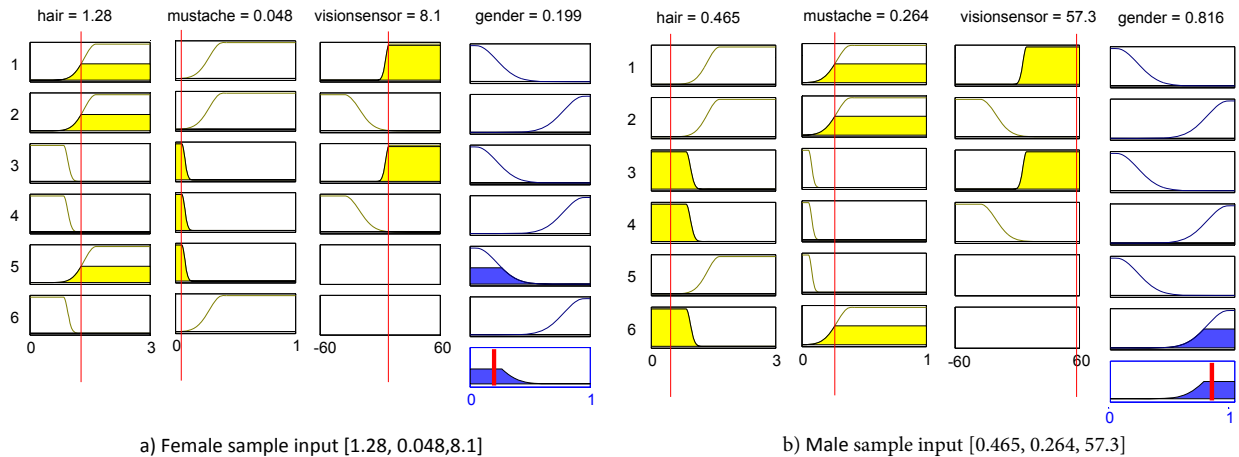 hair = 1.28 mustache = 0.048 visionsensor = 8.1 gender = 0.199
1
2
3
4
5
6
0 3 0 1 -60 60
0 1
a) Female sample input [1.28, 0.048,8.1]
hair = 0.465 mustache = 0.264 visionsensor = 57.3 gender = 0.816
1
2
3
4
5
6
0 3 0 1 -60 60
0 1
b) Male sample input [0.465, 0.264, 57.3]